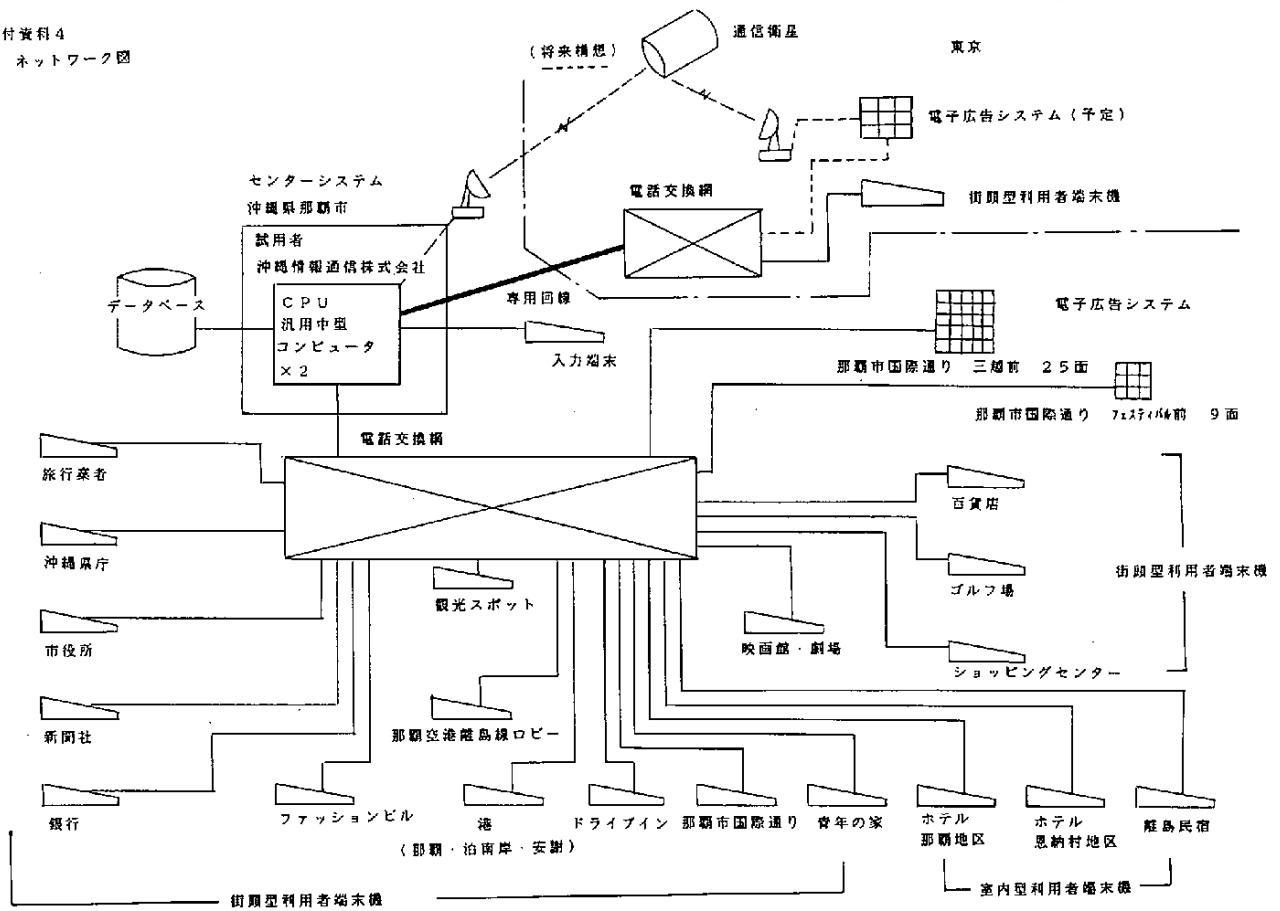 付資料4
ネットワーク図
(将来構想)
通信衛星
東京
電子広告システム(予定)
センターシステム
沖縄県那覇市
電話交換網
街頭型利用者端末機
試用者
沖縄情報通信株式会社
データベース
CPU
汎用中型
コンピュータ
×2
専用回線
入力端末
電子広告システム
那覇市国際通り 三越前 25面
那覇市国際通り フェスティバル前 9面
電話交換網
旅行業者
百貨店
沖縄県庁
観光スポット
ゴルフ場
街頭型利用者端末機
市役所
映画館・劇場
ショッピングセンター
新聞社
那覇空港離島線ロビー
銀行
ファッションビル
港
(那覇・泊南岸・安謝)
ドライブイン
那覇市国際通り
青年の家
ホテル
那覇地区
ホテル
恩納村地区
離島民宿
街頭型利用者端末機
室内型利用者端末機